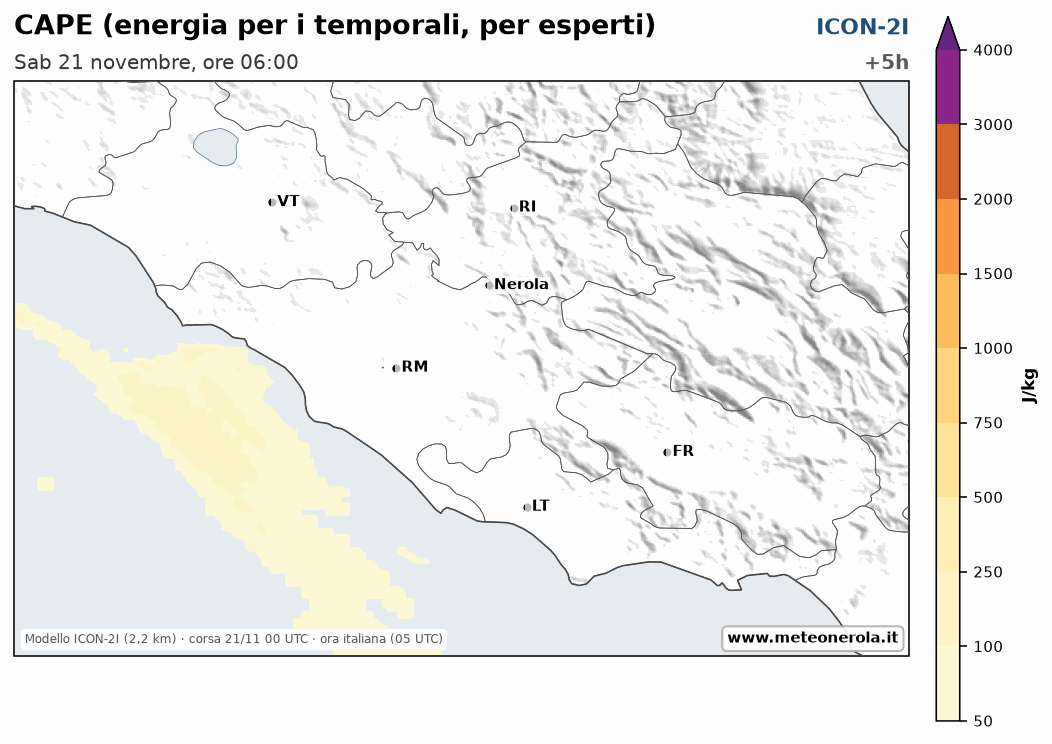 CAPE (energia per i temporali, per esperti)
ICON-2I
Sab 21 novembre, ore 06:00
+5h
4000
3000
2000
1500
1000
750
500
250
100
50
J/kg
VT
RI
Nerola
RM
FR
LT
Modello ICON-2I (2,2 km) · corsa 21/11 00 UTC · ora italiana (05 UTC)
www.meteonerola.it